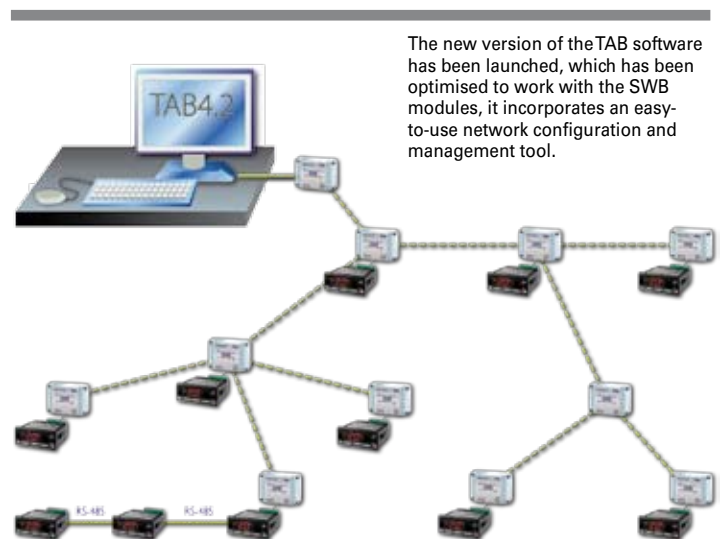 The new version of the TAB software
has been launched, which has been
optimised to work with the SWB
modules, it incorporates an easy-
to-use network configuration and
management tool.
TAB4.2
RS-485 RS-485